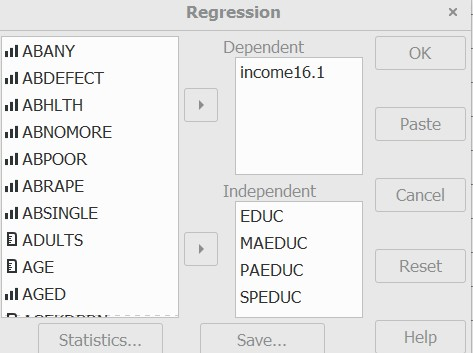 Regression
×
ABANY
ABDEFECT
ABHLTH
ABNOMORE
ABPOOR
ABRAPE
ABSINGLE
ADULTS
AGE
AGED
Dependent
income16.1
Independent
EDUC
MAEDUC
PAEDUC
SPEDUC
OK
Paste
Cancel
Reset
Help
Statistics...
Save...